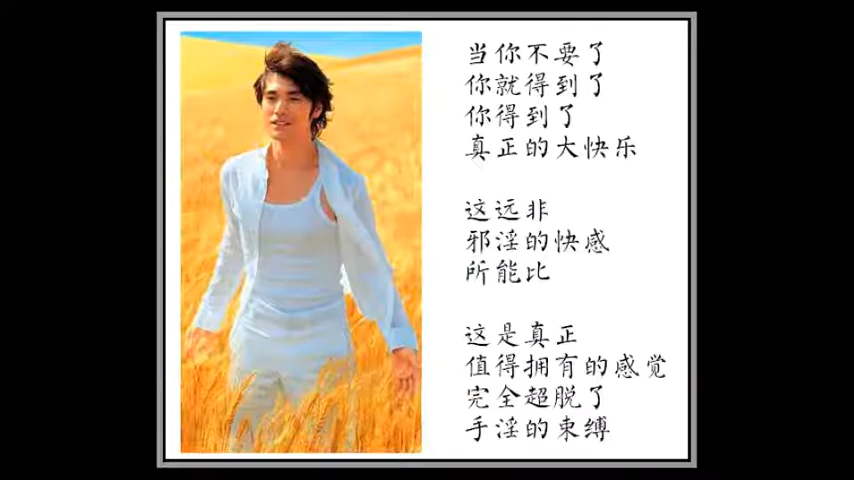 当你不要了
你就得到了
你得到了
真正的大快乐
这远非
邪淫的快感
所能比
这是真正
值得拥有的感觉
完全超脱了
手淫的束缚